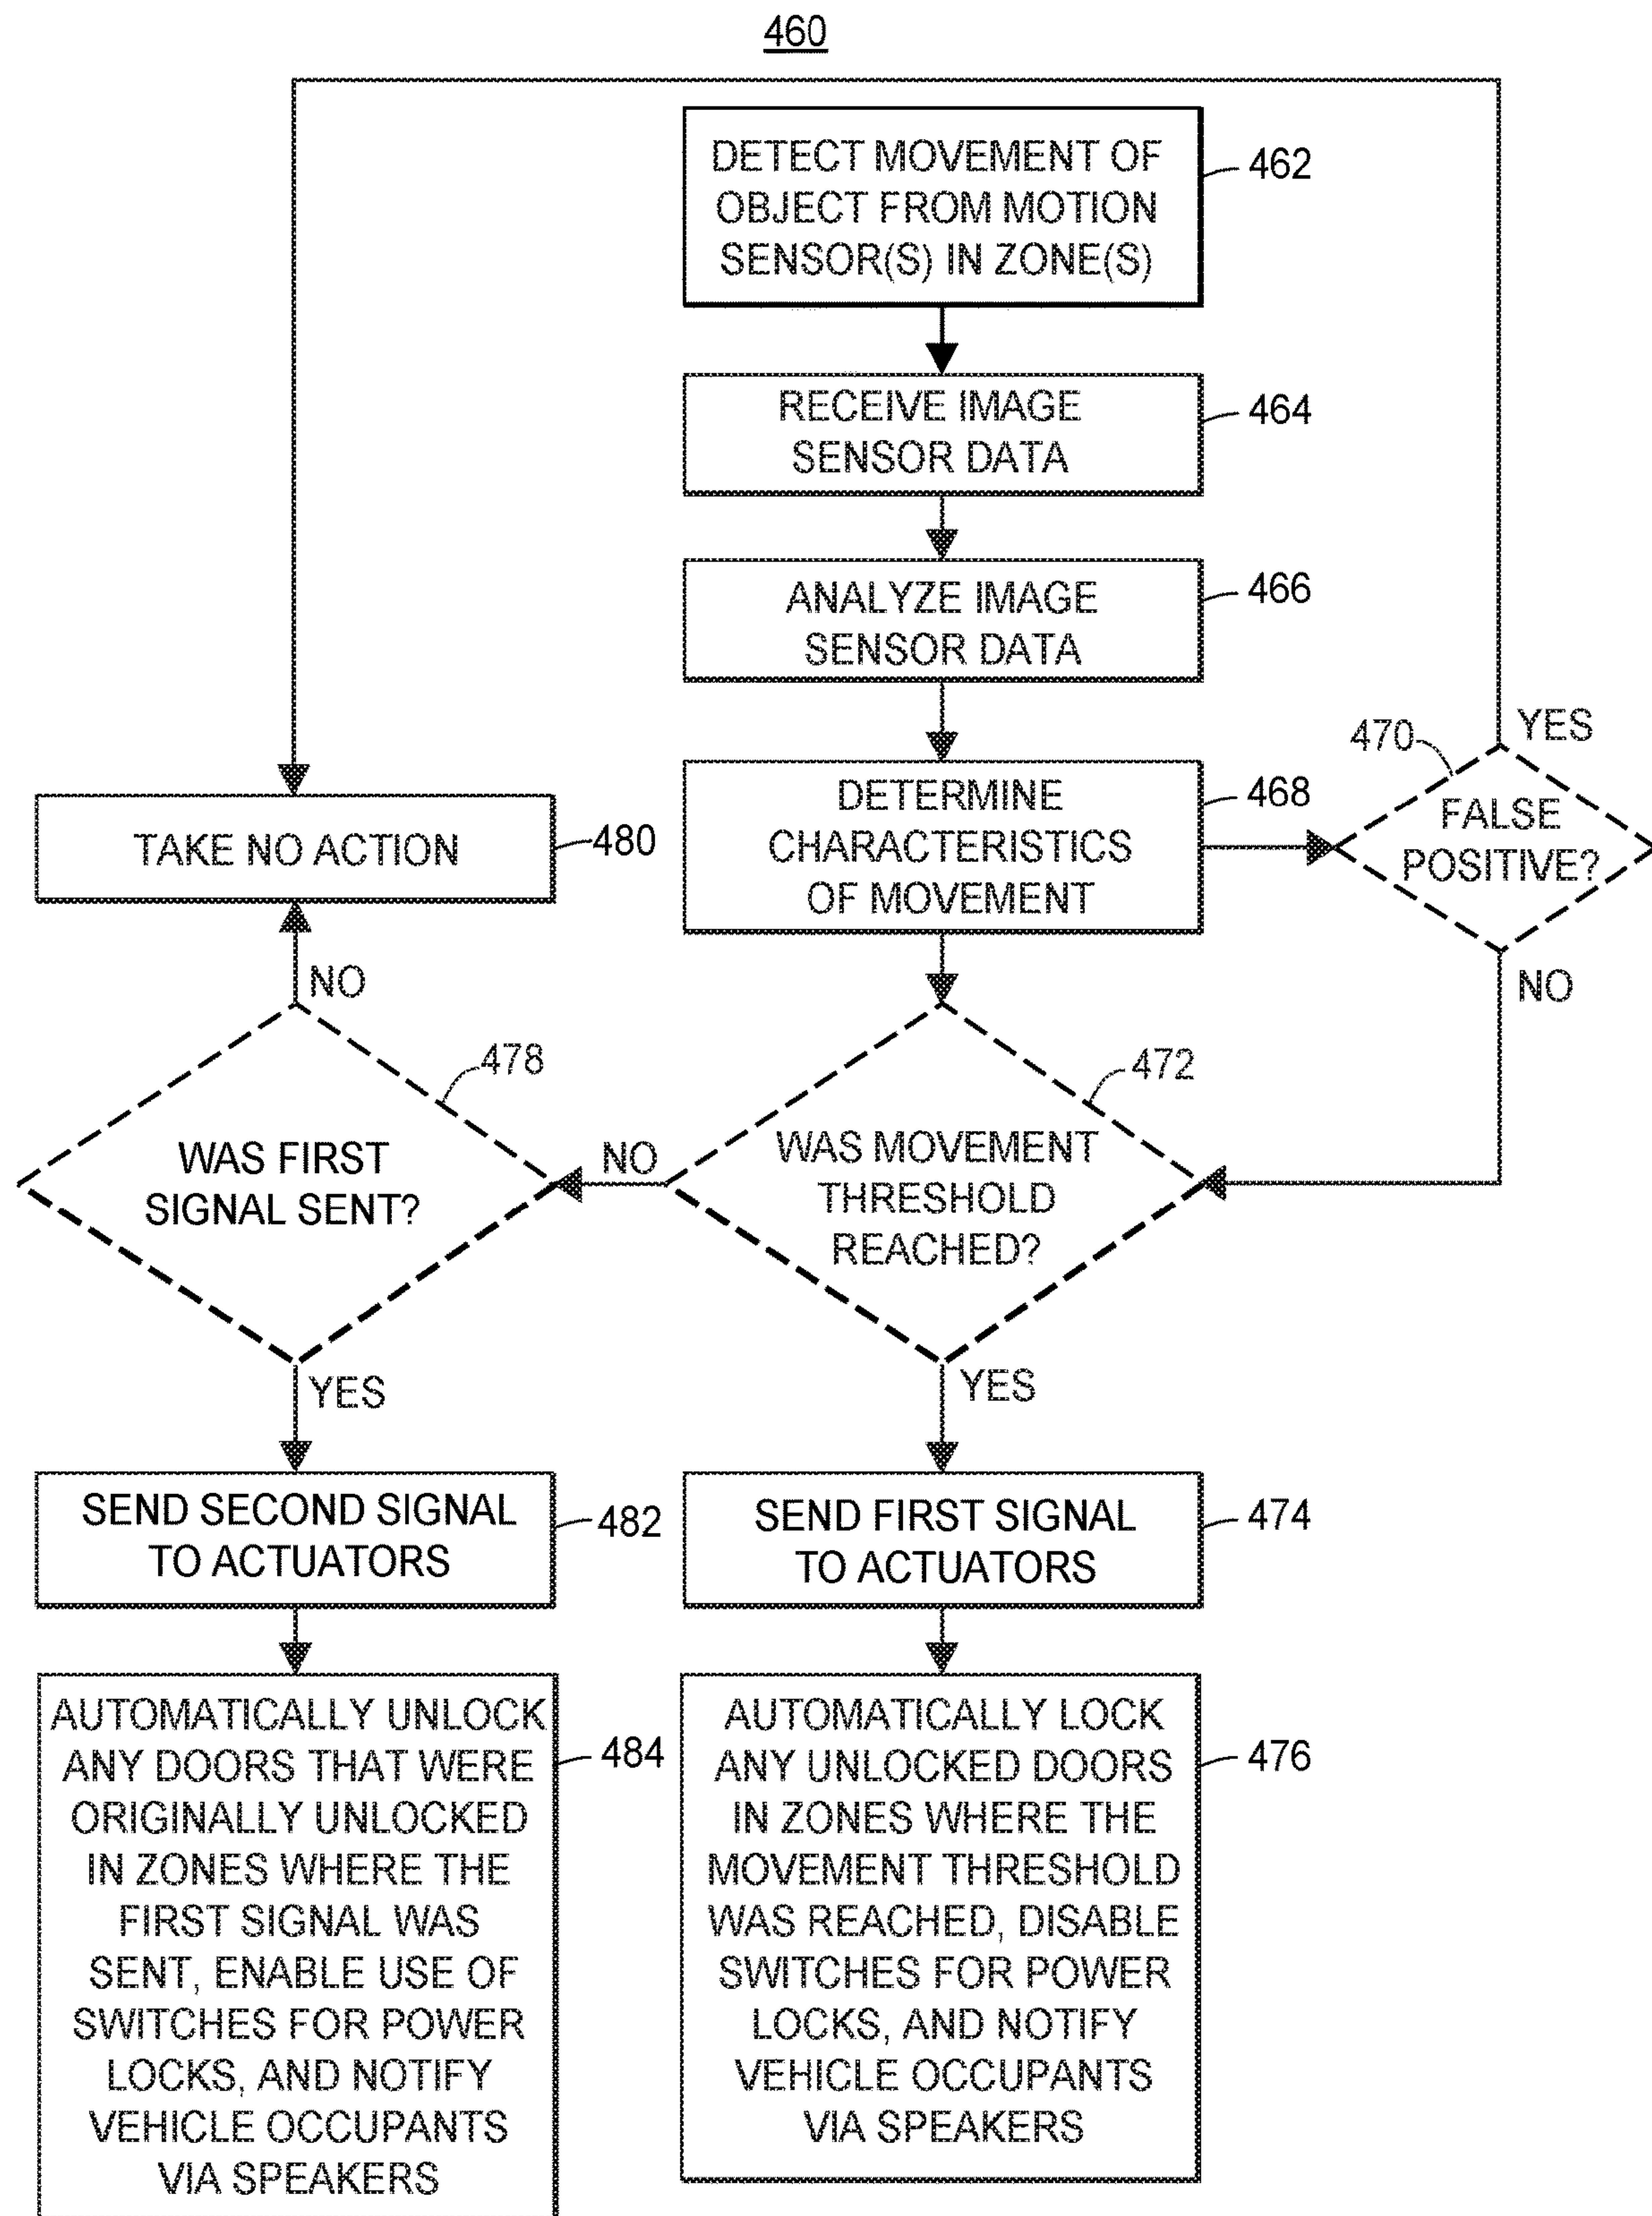 460
DETECT MOVEMENT OF
OBJECT FROM MOTION
SENSOR(S) IN ZONE(S)
462
RECEIVE IMAGE
SENSOR DATA
464
ANALYZE IMAGE
SENSOR DATA
466
DETERMINE
CHARACTERISTICS
OF MOVEMENT
468
470
YES
FALSE
POSITIVE?
NO
TAKE NO ACTION
480
NO
478
WAS FIRST
SIGNAL SENT?
NO
472
WAS MOVEMENT
THRESHOLD
REACHED?
YES
YES
SEND SECOND SIGNAL
TO ACTUATORS
482
SEND FIRST SIGNAL
TO ACTUATORS
474
AUTOMATICALLY UNLOCK
ANY DOORS THAT WERE
ORIGINALLY UNLOCKED
IN ZONES WHERE THE
FIRST SIGNAL WAS
SENT, ENABLE USE OF
SWITCHES FOR POWER
LOCKS, AND NOTIFY
VEHICLE OCCUPANTS
VIA SPEAKERS
484
AUTOMATICALLY LOCK
ANY UNLOCKED DOORS
IN ZONES WHERE THE
MOVEMENT THRESHOLD
WAS REACHED, DISABLE
SWITCHES FOR POWER
LOCKS, AND NOTIFY
VEHICLE OCCUPANTS
VIA SPEAKERS
476